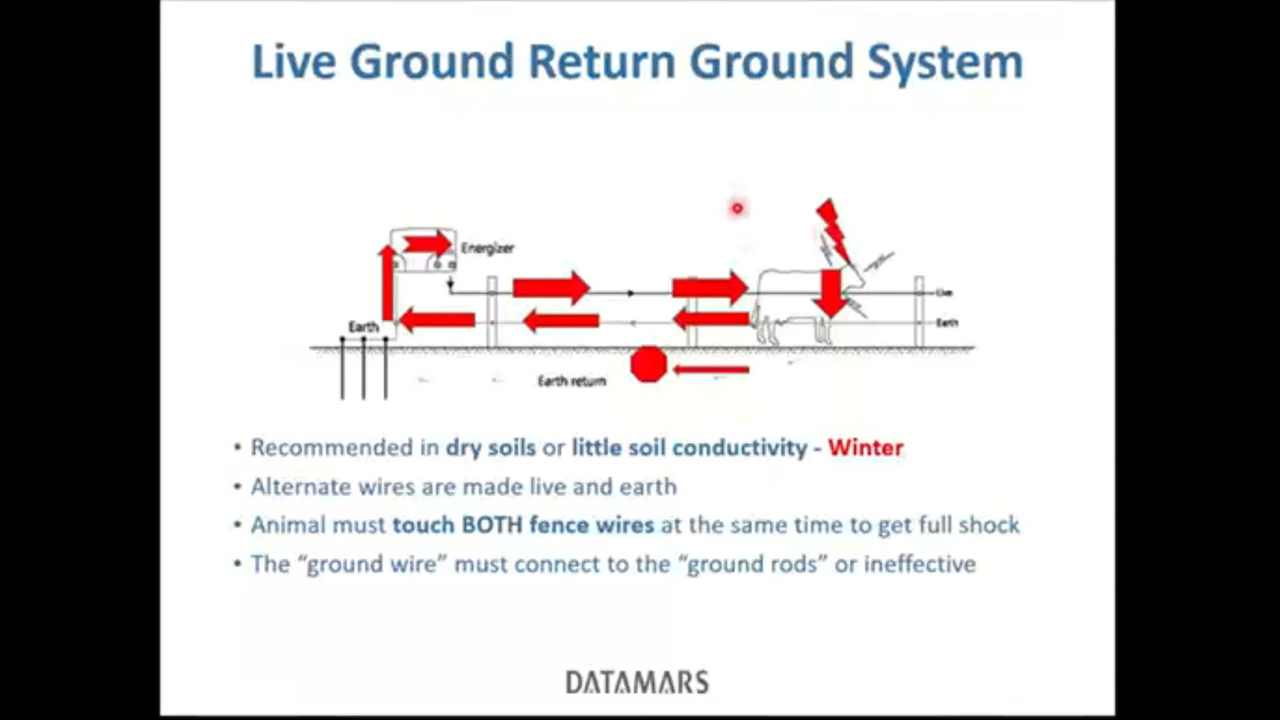 Live Ground Return Ground System
Energizer
Live
Earth
Earth
Earth return
• Recommended in dry soils or little soil conductivity - Winter
• Alternate wires are made live and earth
• Animal must touch BOTH fence wires at the same time to get full shock
• The “ground wire” must connect to the “ground rods” or ineffective
DATAMARS